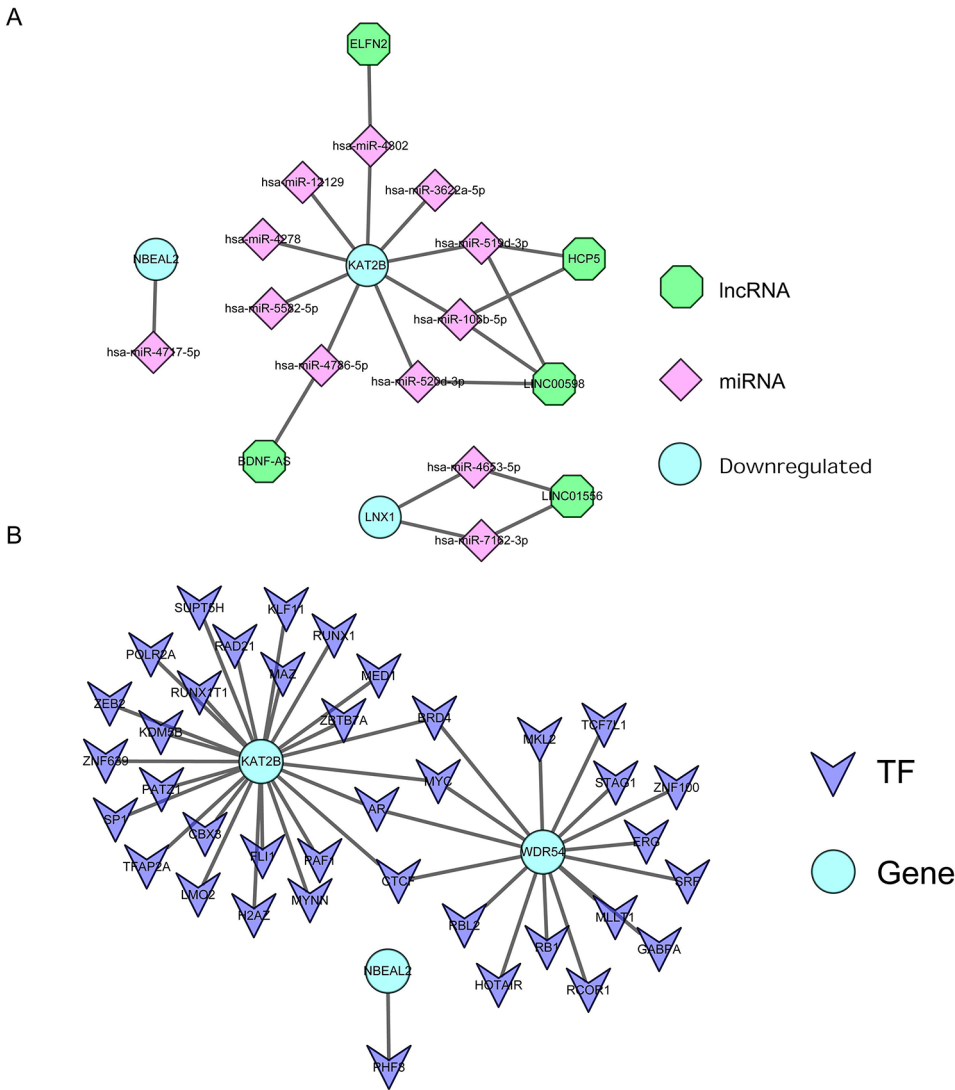 A
ELFN2
hsa-miR-4802
hsa-miR-12129
hsa-miR-3622a-5p
hsa-miR-4278
hsa-miR-519d-3p
NBEAL2
KAT2B
HCP5
lncRNA
hsa-miR-5582-5p
hsa-miR-106b-5p
hsa-miR-4717-5p
hsa-miR-4786-5p
hsa-miR-520d-3p
LINC00598
miRNA
BDNF-AS
hsa-miR-4653-5p
Downregulated
LINC01556
LNX1
hsa-miR-7162-3p
B
SUPT5H
KLF11
RUNX1
RAD21
POLR2A
MAZ
MED1
RUNX1T1
ZEB2
ZBTB7A
BRD4
KDM5B
MKL2
TCF7L1
ZNF639
KAT2B
MYC
STAG1
ZNF100
TF
PATZ1
AR
SP1
CBX3
ERG
WDR54
FLI1
PAF1
TFAP2A
CTCF
SRF
Gene
LMO2
MYNN
H2AZ
RBL2
MLLT1
RB1
GABPA
NBEAL2
HOTAIR
RCOR1
PHF8